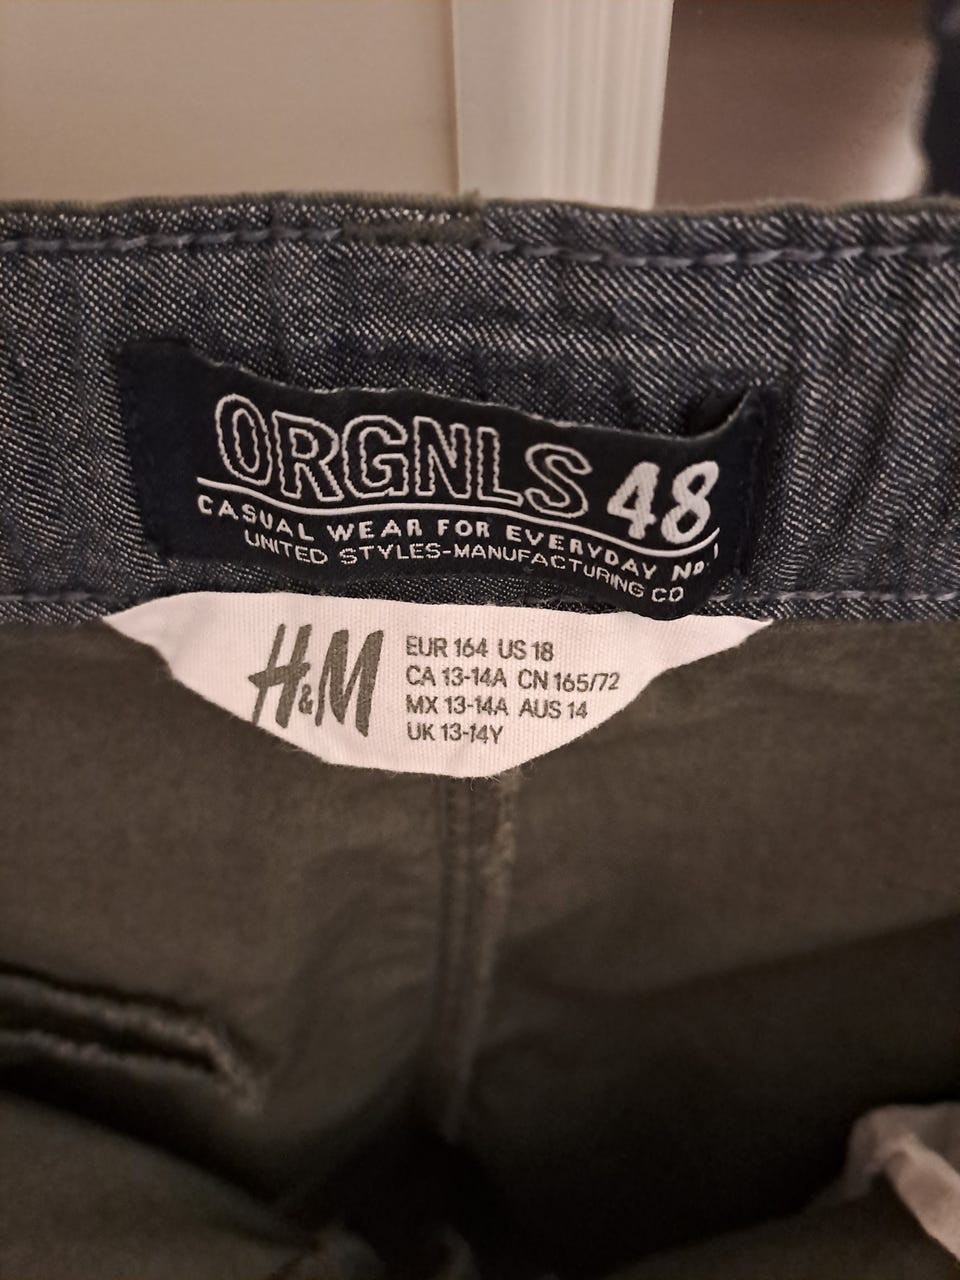 ORGNLS 48
CASUAL WEAR FOR EVERYDAY No. 1
UNITED STYLES-MANUFACTURING CO
H&M
EUR 164 US 18
CA 13-14A CN 165/72
MX 13-14A AUS 14
UK 13-14Y